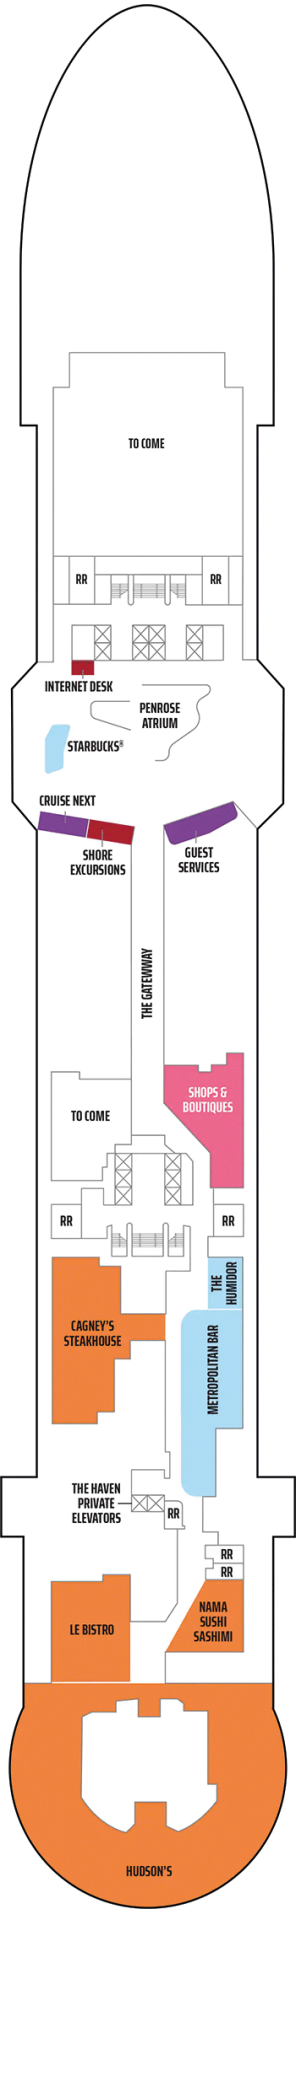 TO COME
RR
RR
INTERNET DESK
PENROSE
ATRIUM
STARBUCKS®
CRUISE NEXT
SHORE
EXCURSIONS
GUEST
SERVICES
THE GATEWWAY
SHOPS &
BOUTIQUES
TO COME
RR
RR
THE
HUMIDOR
CAGNEY'S
STEAKHOUSE
METROPOLITAN BAR
THE HAVEN
PRIVATE
ELEVATORS
RR
RR
RR
NAMA
SUSHI
SASHIMI
LE BISTRO
HUDSON'S